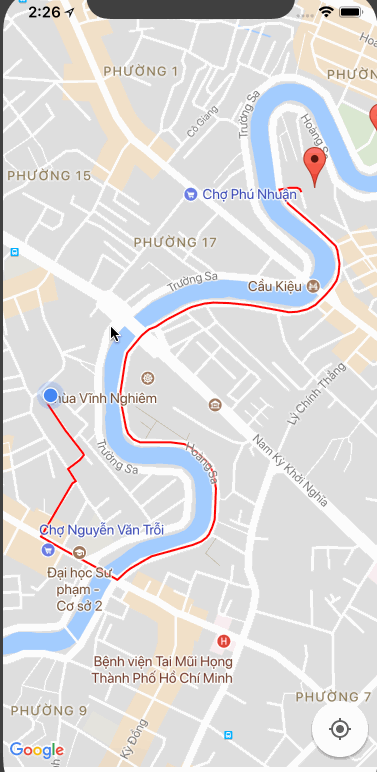 2:26
PHƯỜNG 1
Trường Sa
Cô Giang
Hoàng Sa
PHƯỜNG 15
Chợ Phú Nhuận
PHƯỜNG 17
Trường Sa
Cầu Kiệu
Chùa Vĩnh Nghiêm
Lý Chính Thắng
Trường Sa
Hoàng Sa
Nam Kỳ Khởi Nghĩa
Chợ Nguyễn Văn Trỗi
Đại học Sư
phạm -
Cơ sở 2
Bệnh viện Tai Mũi Họng
Thành Phố Hồ Chí Minh
PHƯỜNG 7
PHƯỜNG 9
Kỳ Đồng
Google